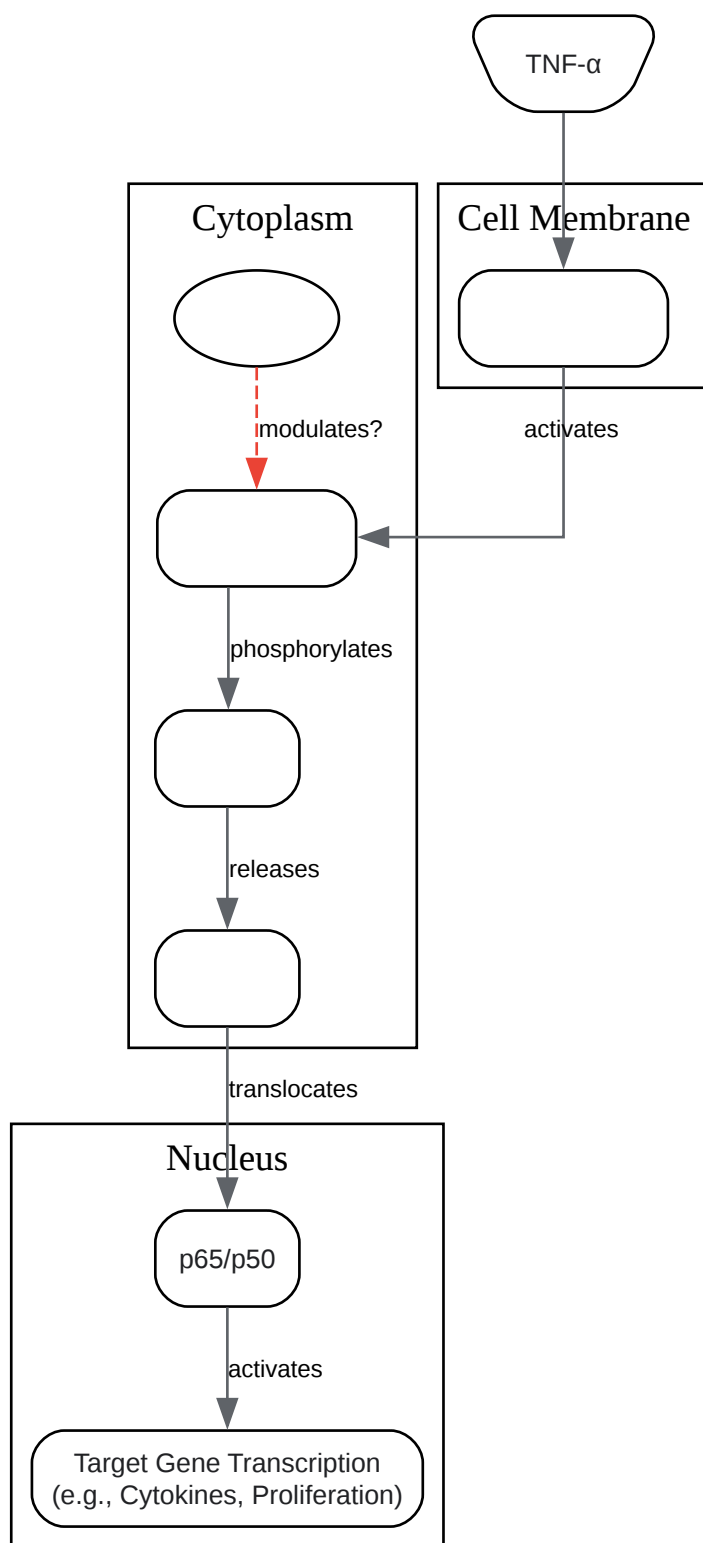 TNF-α
Cytoplasm
Cell Membrane
modulates?
activates
phosphorylates
releases
translocates
Nucleus
p65/p50
activates
Target Gene Transcription
(e.g., Cytokines, Proliferation)